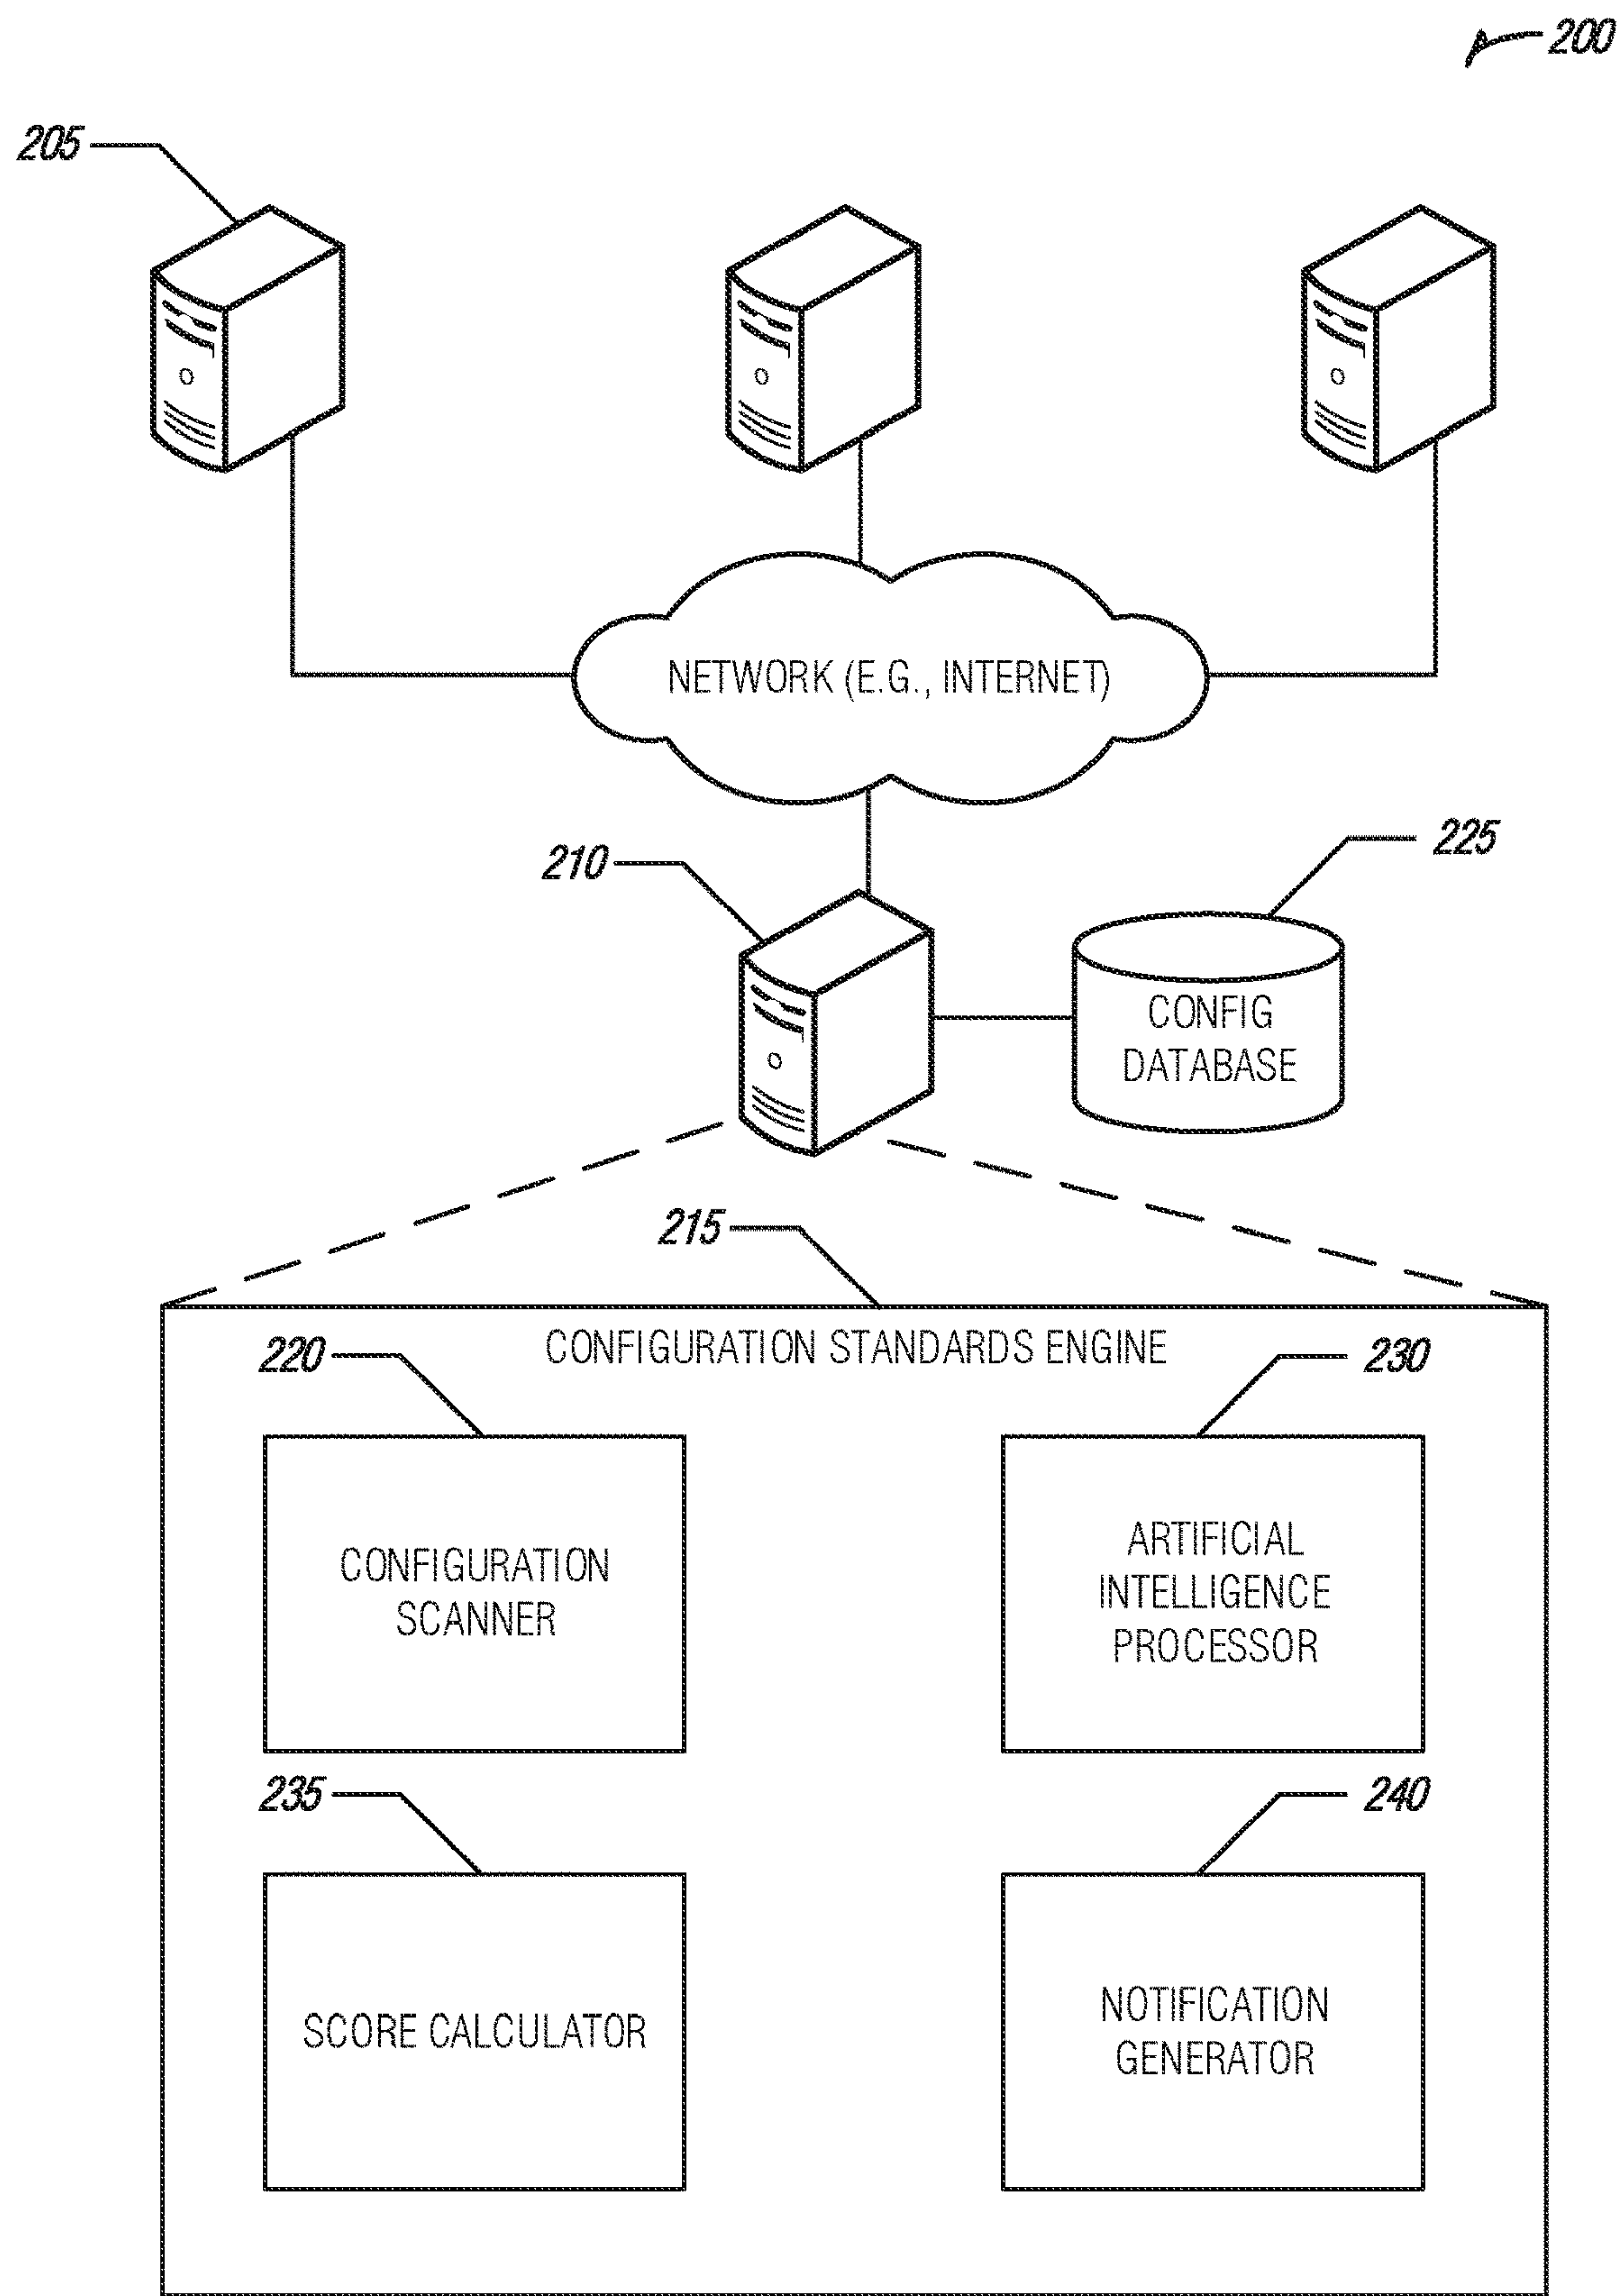 200
205
NETWORK (E.G., INTERNET)
210
225
CONFIG
DATABASE
215
CONFIGURATION STANDARDS ENGINE
220
230
CONFIGURATION
SCANNER
ARTIFICIAL
INTELLIGENCE
PROCESSOR
235
240
SCORE CALCULATOR
NOTIFICATION
GENERATOR